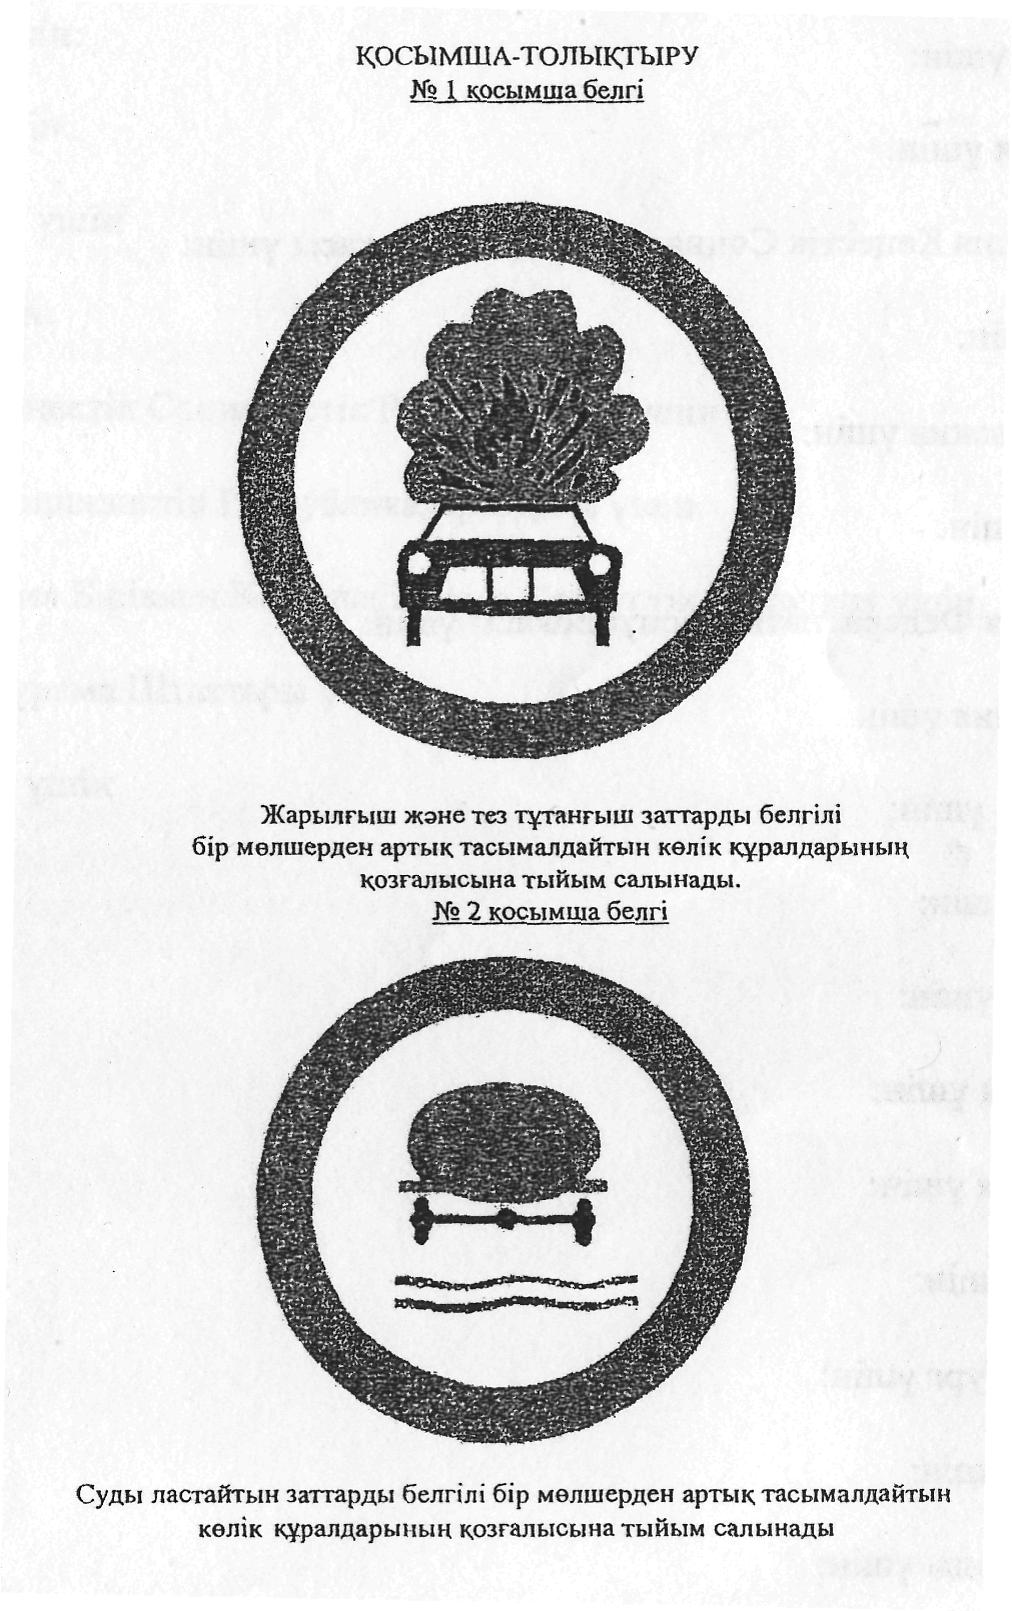 ҚОСЫМША-ТОЛЫҚТЫРУ
№ 1 қосымша белгі
Жарылғыш және тез тұтанғыш заттарды белгілі
бір мөлшерден артық тасымалдайтын көлік құралдарының
қозғалысына тыйым салынады.
№ 2 қосымша белгі
Суды ластайтын заттарды белгілі бір мөлшерден артық тасымалдайтын
көлік құралдарының қозғалысына тыйым салынады